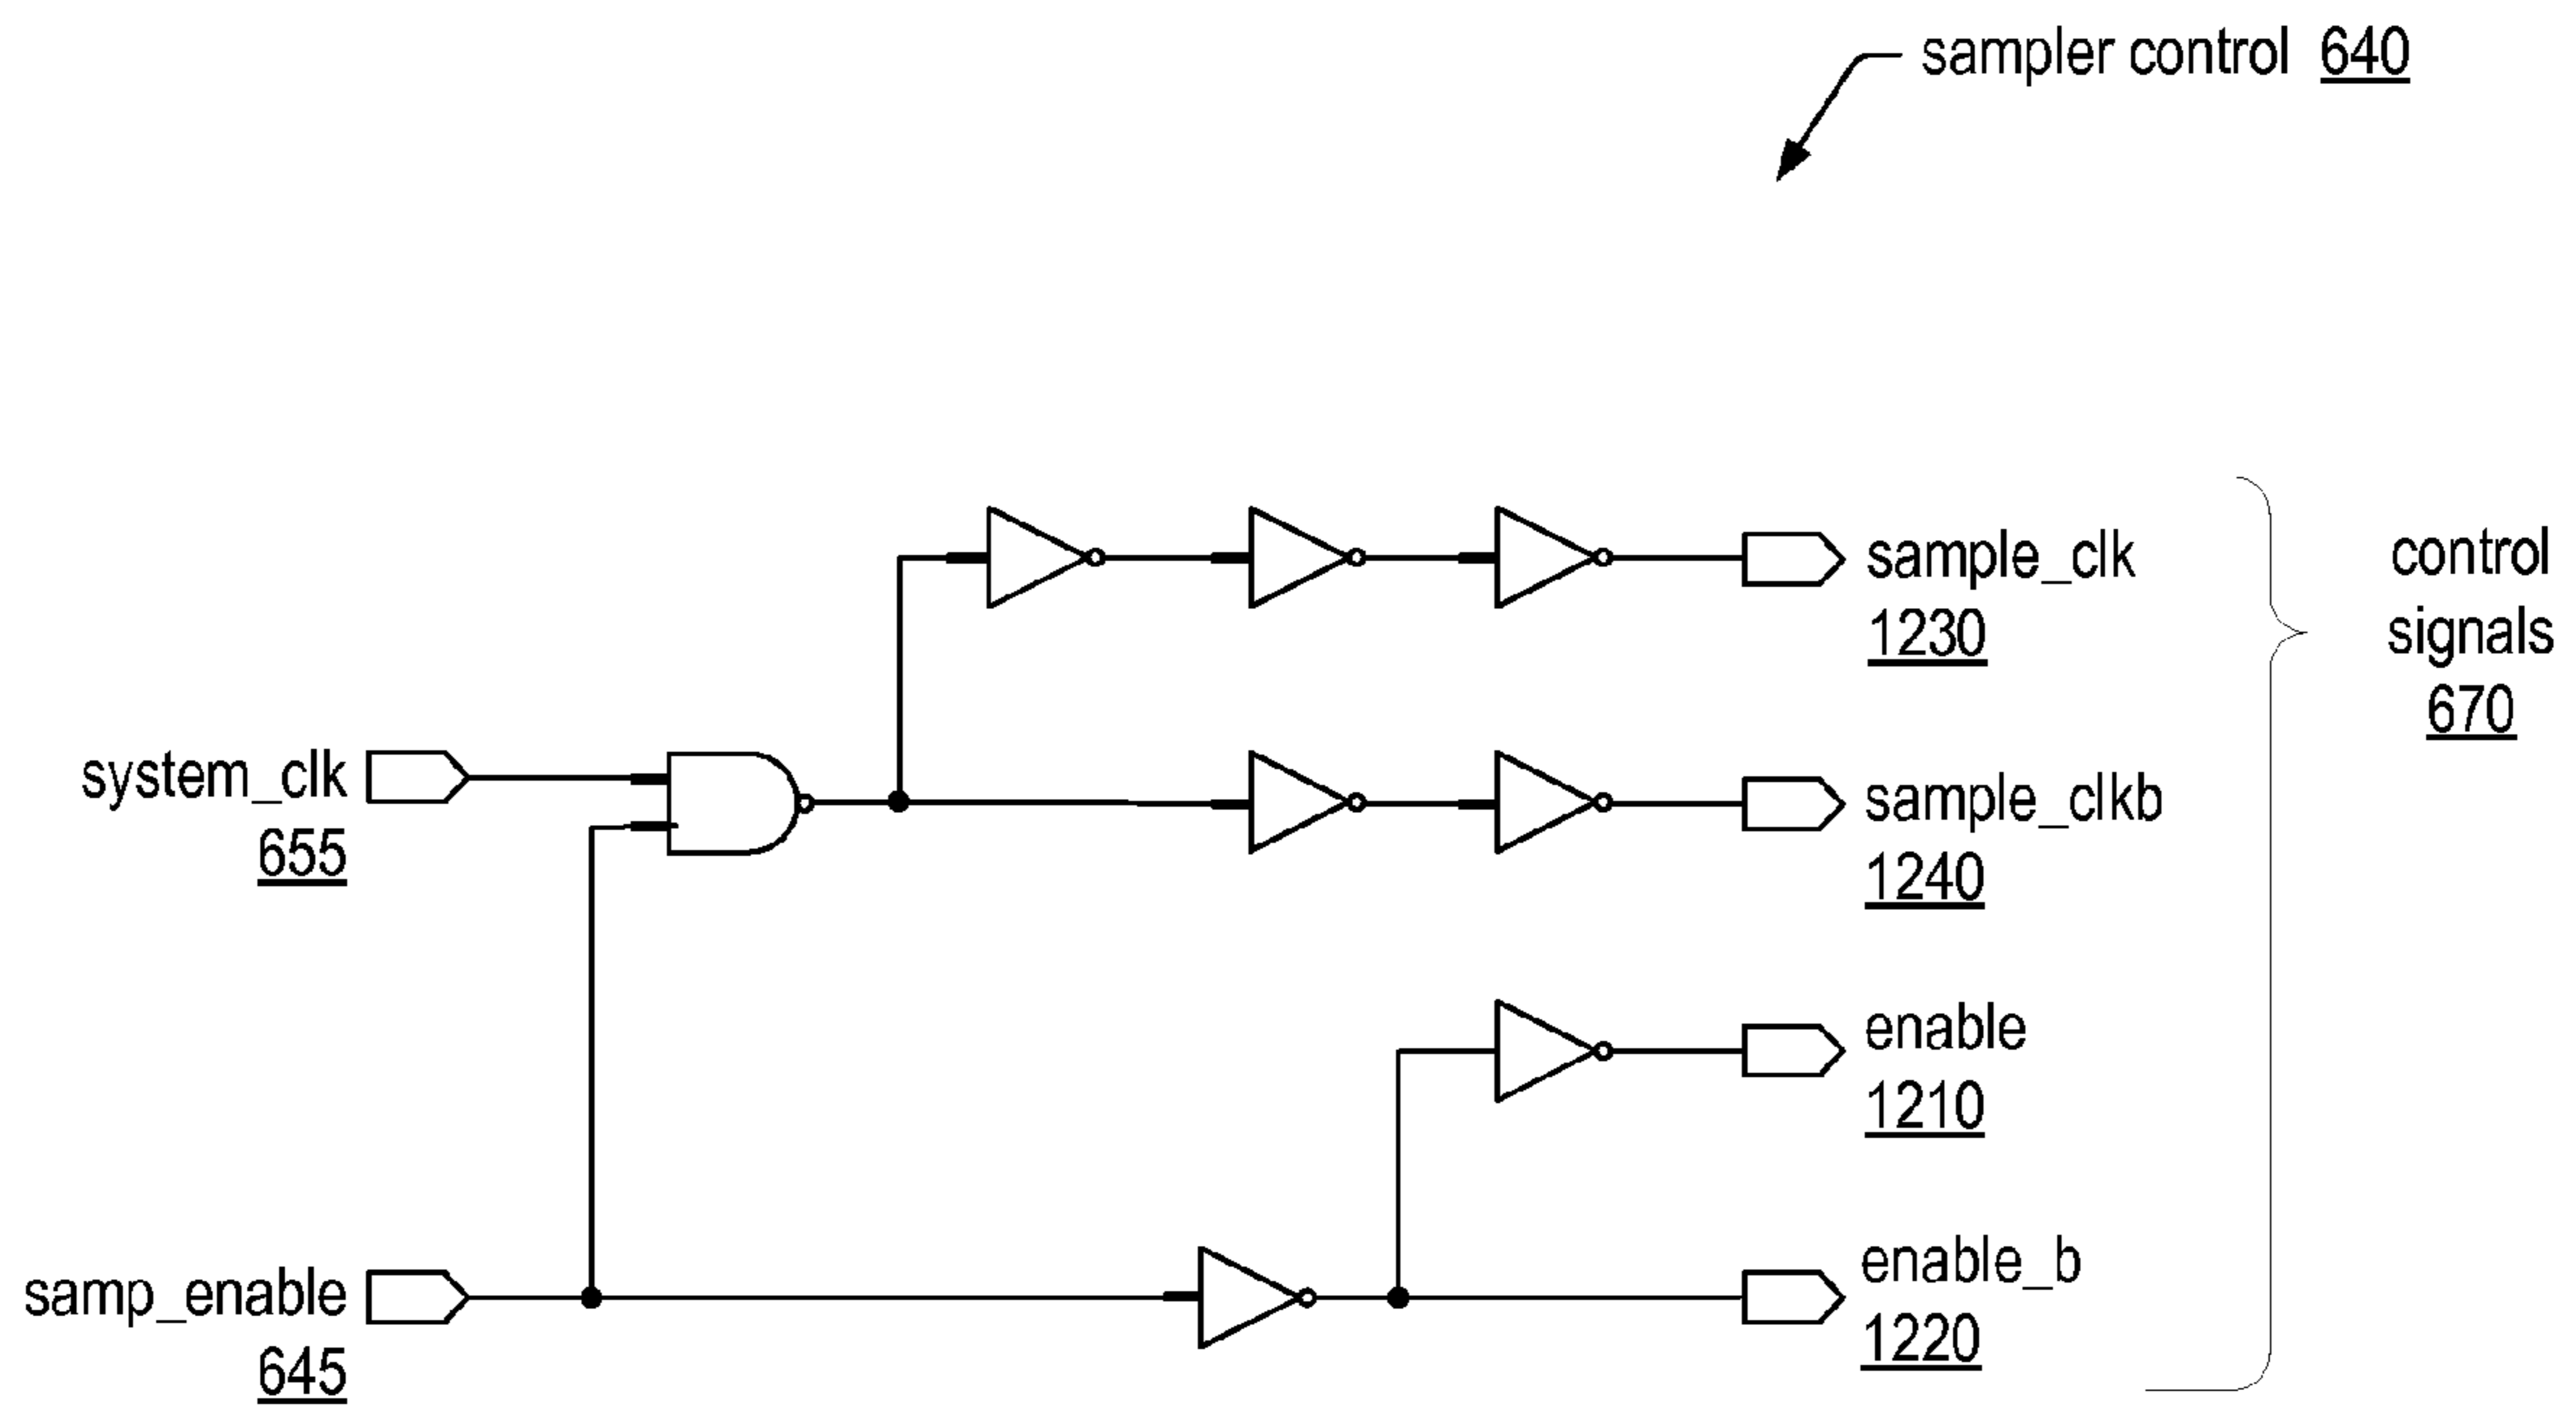 sampler control 640
sample_clk
1230
control
signals
670
system_clk
655
sample_clkb
1240
enable
1210
samp_enable
645
enable_b
1220